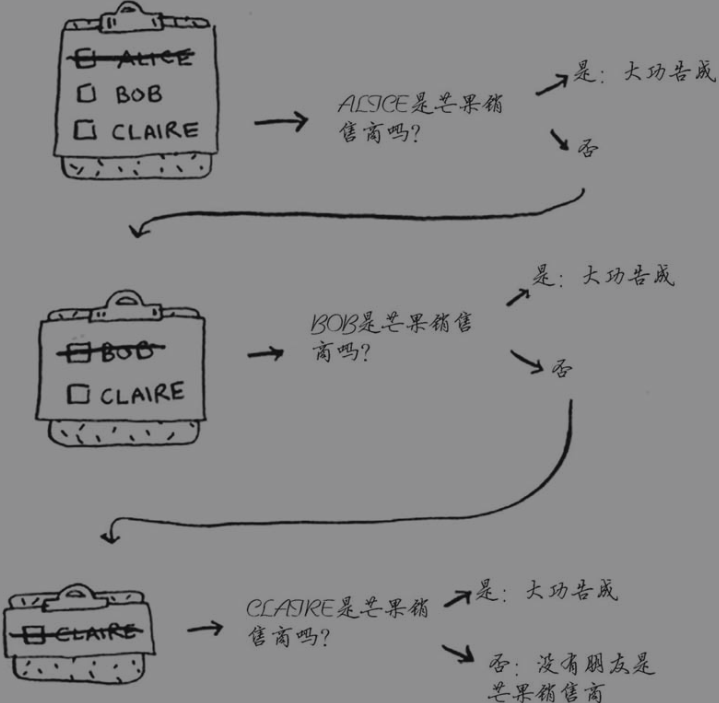 ALICE
BOB
CLAIRE
ALICE是芒果销
售商吗?
是: 大功告成
否
BOB
CLAIRE
BOB是芒果销售
商吗?
是: 大功告成
否
CLAIRE
CLAIRE是芒果销
售商吗?
是: 大功告成
否: 没有朋友是
芒果销售商